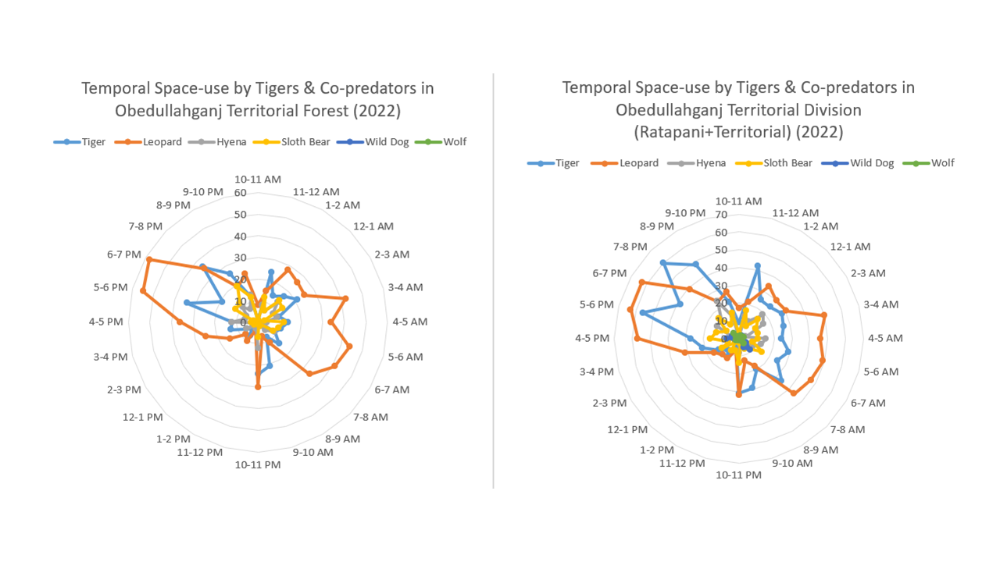 Temporal Space-use by Tigers & Co-predators in
Obedullahganj Territorial Forest (2022)
Tiger Leopard Hyena Sloth Bear Wild Dog Wolf
10-11 AM
11-12 AM
1-2 AM
12-1 AM
2-3 AM
3-4 AM
4-5 AM
5-6 AM
6-7 AM
7-8 AM
8-9 AM
9-10 AM
10-11 PM
11-12 PM
1-2 PM
12-1 PM
2-3 PM
3-4 PM
4-5 PM
5-6 PM
6-7 PM
7-8 PM
8-9 PM
9-10 PM
60
50
40
30
20
10
0
Temporal Space-use by Tigers & Co-predators in
Obedullahganj Territorial Division
(Ratapani+Territorial) (2022)
Tiger Leopard Hyena Sloth Bear Wild Dog Wolf
10-11 AM
11-12 AM
1-2 AM
12-1 AM
2-3 AM
3-4 AM
4-5 AM
5-6 AM
6-7 AM
7-8 AM
8-9 AM
9-10 AM
10-11 PM
11-12 PM
1-2 PM
12-1 PM
2-3 PM
3-4 PM
4-5 PM
5-6 PM
6-7 PM
7-8 PM
8-9 PM
9-10 PM
70
60
50
40
30
20
10
0